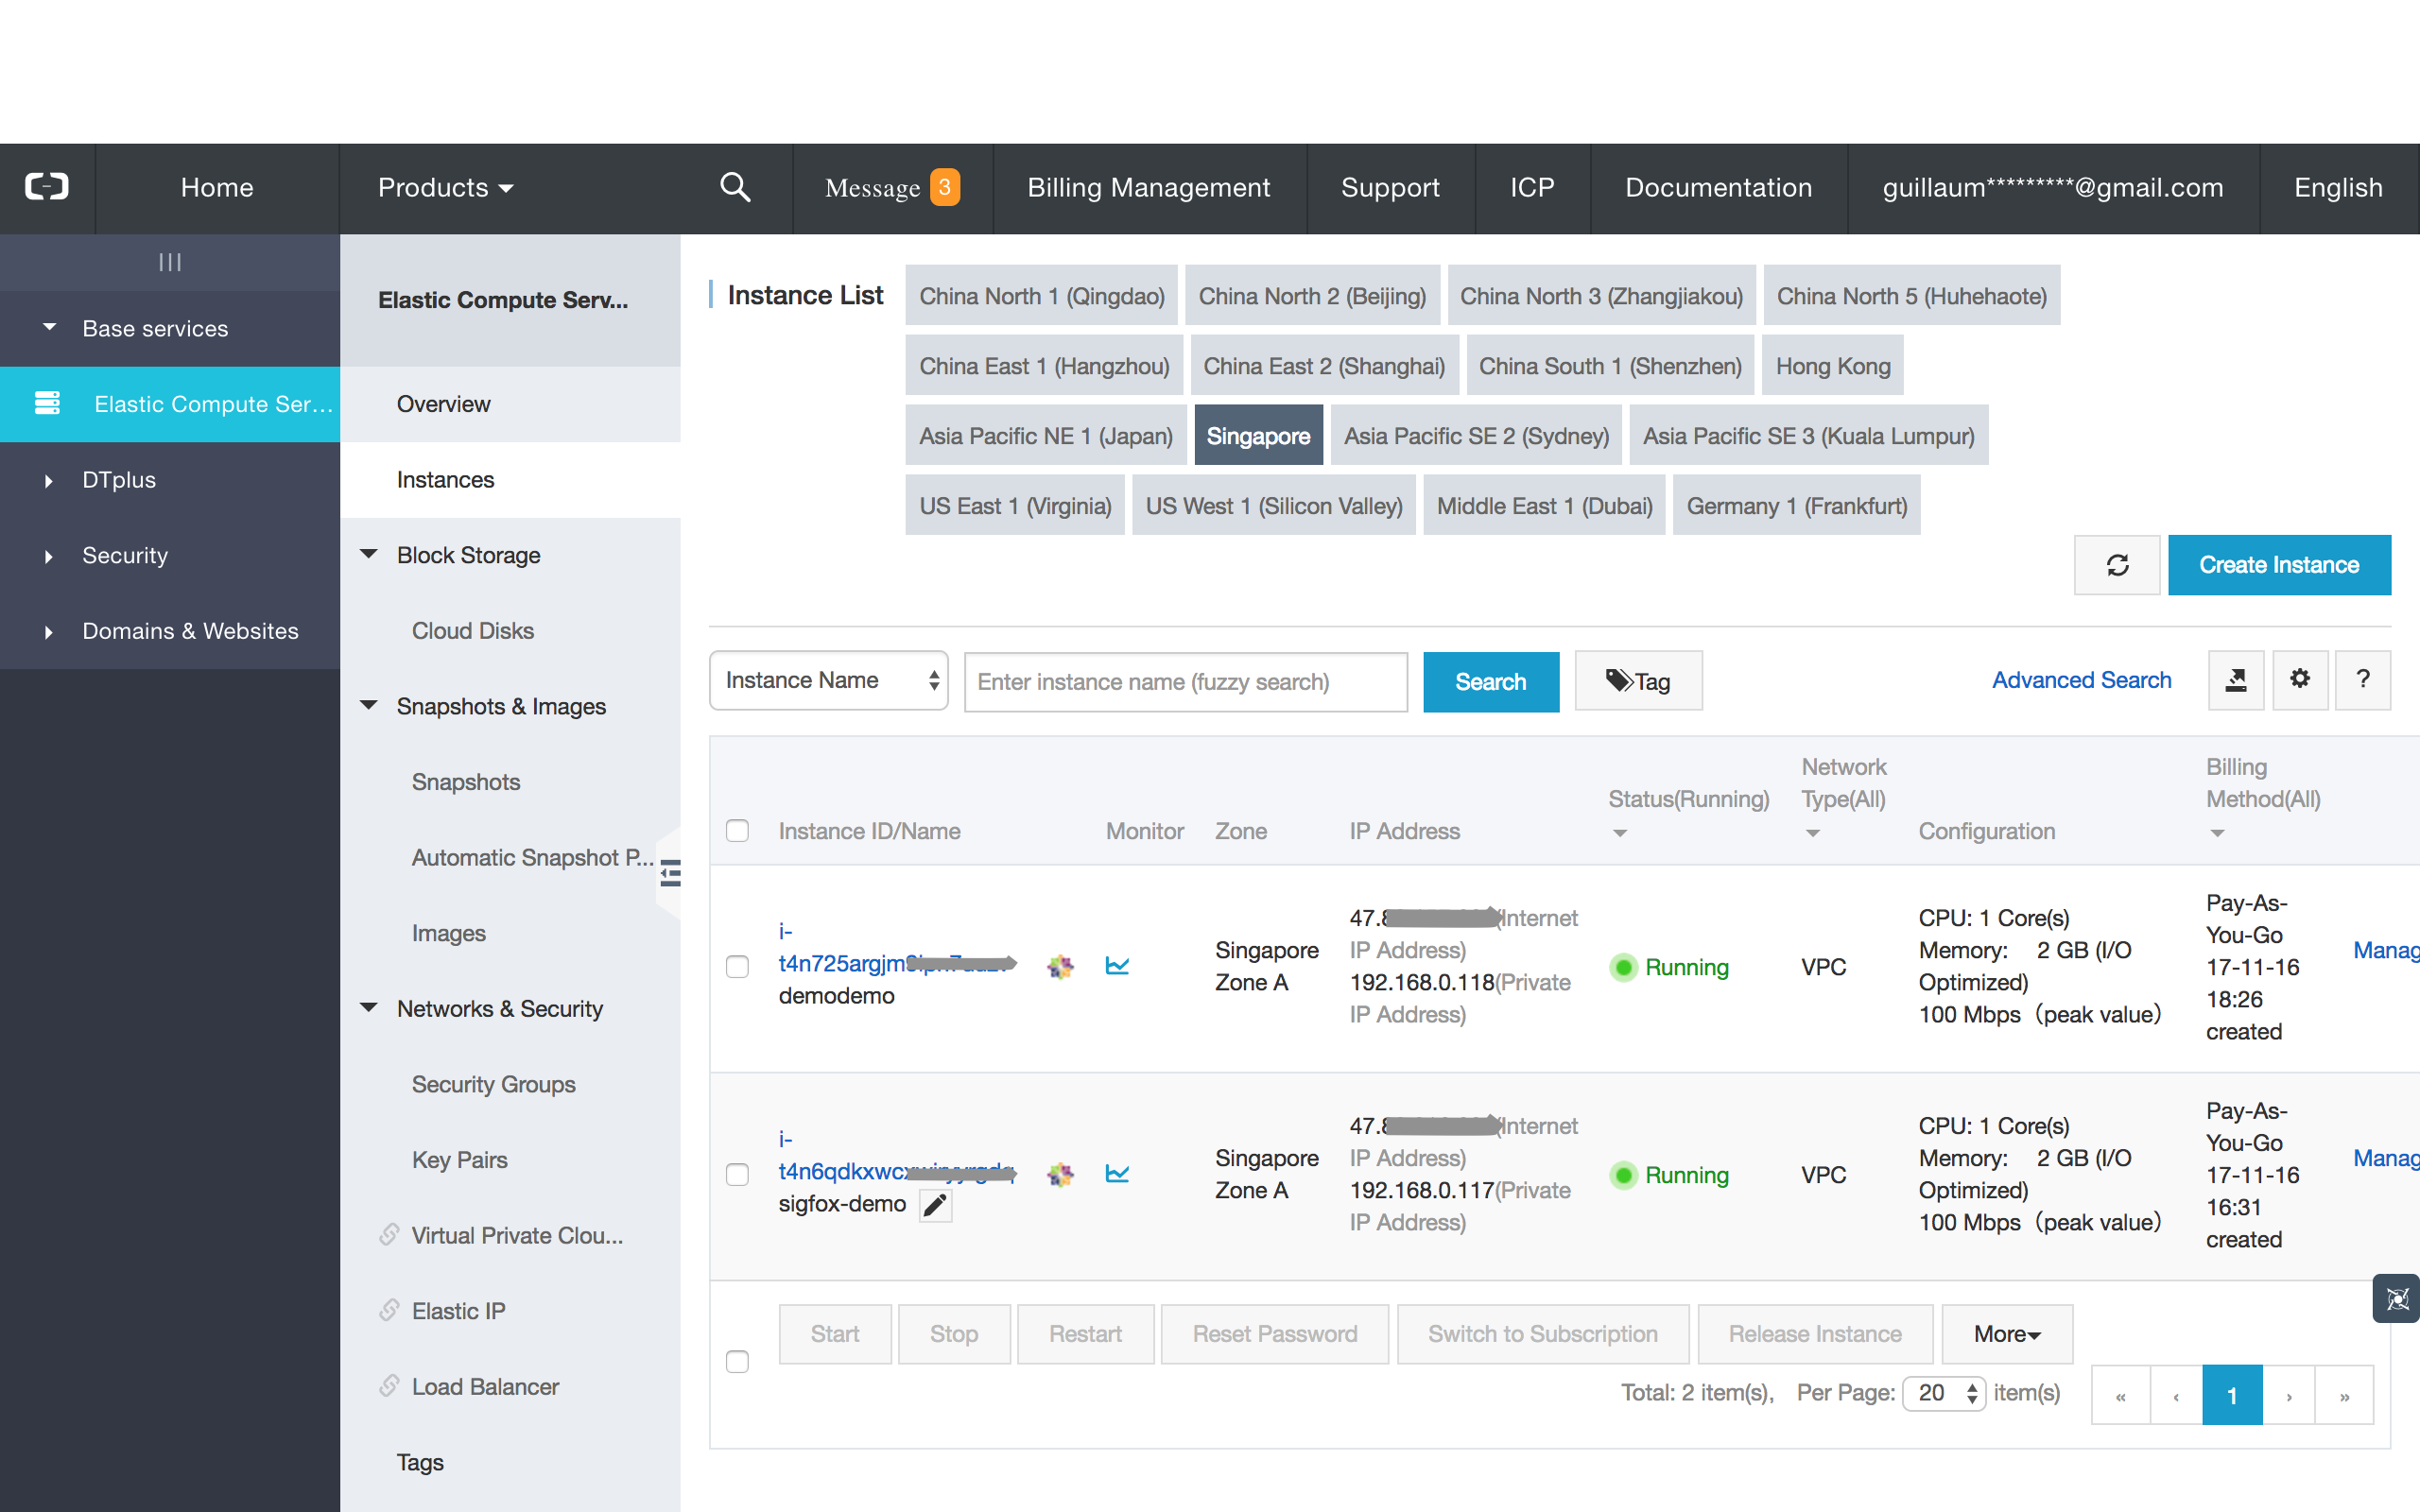 Home
Products
Message 3
Billing Management
Support
ICP
Documentation
guillaum*********@gmail.com
English
Base services
Elastic Compute Ser...
DTplus
Security
Domains & Websites
Elastic Compute Serv...
Overview
Instances
Block Storage
Cloud Disks
Snapshots & Images
Snapshots
Automatic Snapshot P...
Images
Networks & Security
Security Groups
Key Pairs
Virtual Private Clou...
Elastic IP
Load Balancer
Tags
Instance List
China North 1 (Qingdao) China North 2 (Beijing) China North 3 (Zhangjiakou) China North 5 (Huhehaote)
China East 1 (Hangzhou) China East 2 (Shanghai) China South 1 (Shenzhen) Hong Kong
Asia Pacific NE 1 (Japan) Singapore Asia Pacific SE 2 (Sydney) Asia Pacific SE 3 (Kuala Lumpur)
US East 1 (Virginia) US West 1 (Silicon Valley) Middle East 1 (Dubai) Germany 1 (Frankfurt)
Create Instance
Instance Name
Enter instance name (fuzzy search)
Search
Tag
Advanced Search
?
Instance ID/Name
Monitor
Zone
IP Address
Status(Running)
Network
Type(All)
Configuration
Billing
Method(All)
i-
t4n725argjm
demodemo
Singapore
Zone A
47.8 (Internet
IP Address)
192.168.0.118(Private
IP Address)
Running
VPC
CPU: 1 Core(s)
Memory: 2 GB (I/O
Optimized)
100 Mbps (peak value)
Pay-As-
You-Go
17-11-16
18:26
created
Manag
i-
t4n6qdkxwc
sigfox-demo
Singapore
Zone A
47.8 (Internet
IP Address)
192.168.0.117(Private
IP Address)
Running
VPC
CPU: 1 Core(s)
Memory: 2 GB (I/O
Optimized)
100 Mbps (peak value)
Pay-As-
You-Go
17-11-16
16:31
created
Manag
Start
Stop
Restart
Reset Password
Switch to Subscription
Release Instance
More
Total: 2 item(s), Per Page: 20 item(s)
« ‹ 1 › »